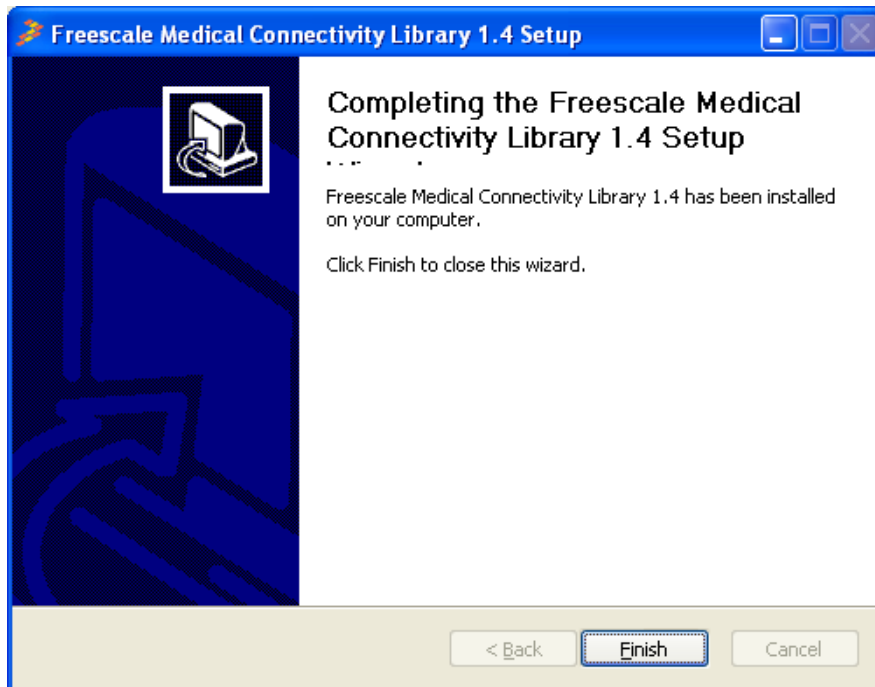 Freescale Medical Connectivity Library 1.4 Setup
Completing the Freescale Medical
Connectivity Library 1.4 Setup
Freescale Medical Connectivity Library 1.4 has been installed
on your computer.
Click Finish to close this wizard.
< Back
Finish
Cancel